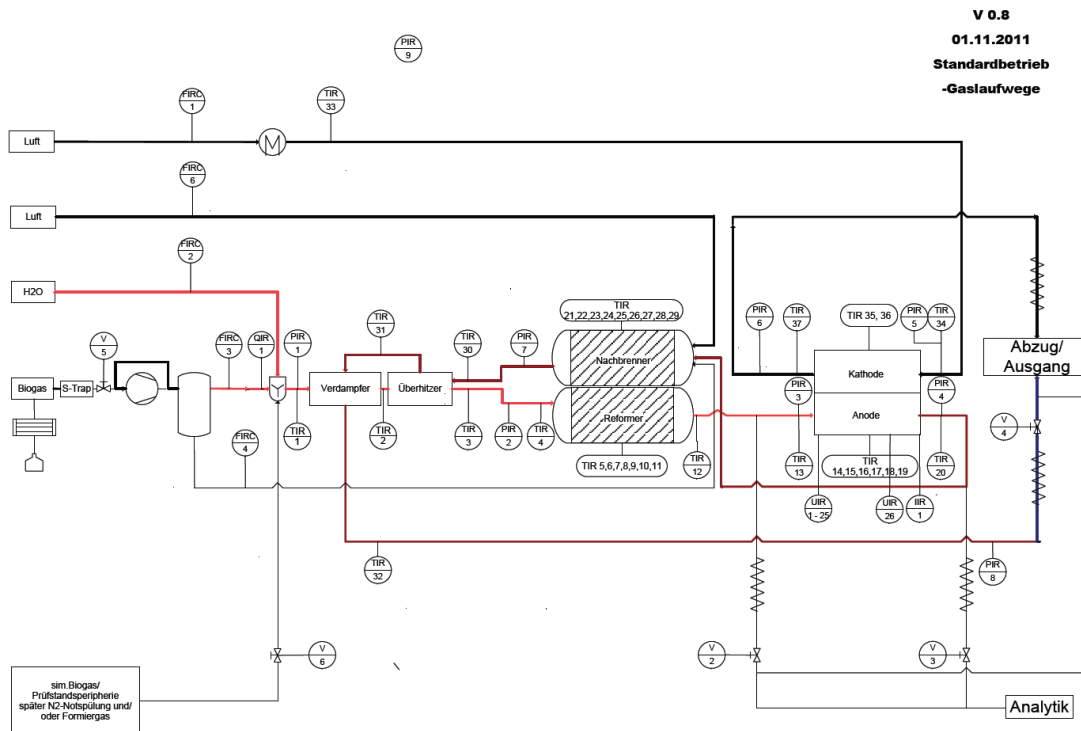 V 0.8
01.11.2011
Standardbetrieb
-Gaslaufwege
PIR
9
FIRC
1
TIR
33
Luft
M
FIRC
6
Luft
FIRC
2
H2O
TIR
21,22,23,24,25,26,27,28,29
PIR
6
TIR
37
TIR 35, 36
PIR
5
TIR
34
V
5
FIRC
3
QIR
1
PIR
1
TIR
31
TIR
30
PIR
7
Nachbrenner
Abzug/
Ausgang
Biogas
S-Trap
Verdampfer
Überhitzer
Kathode
PIR
3
PIR
4
Reformer
Anode
FIRC
4
TIR
1
TIR
2
TIR
3
PIR
2
TIR
4
TIR 5,6,7,8,9,10,11
TIR
12
TIR
13
TIR
14,15,16,17,18,19
TIR
20
V
4
UIR
1 - 25
UIR
26
IIR
1
TIR
32
PIR
8
V
6
V
2
V
3
sim.Biogas/
Prüfstandsperipherie
später N2-Notspülung und/
oder Formiergas
Analytik